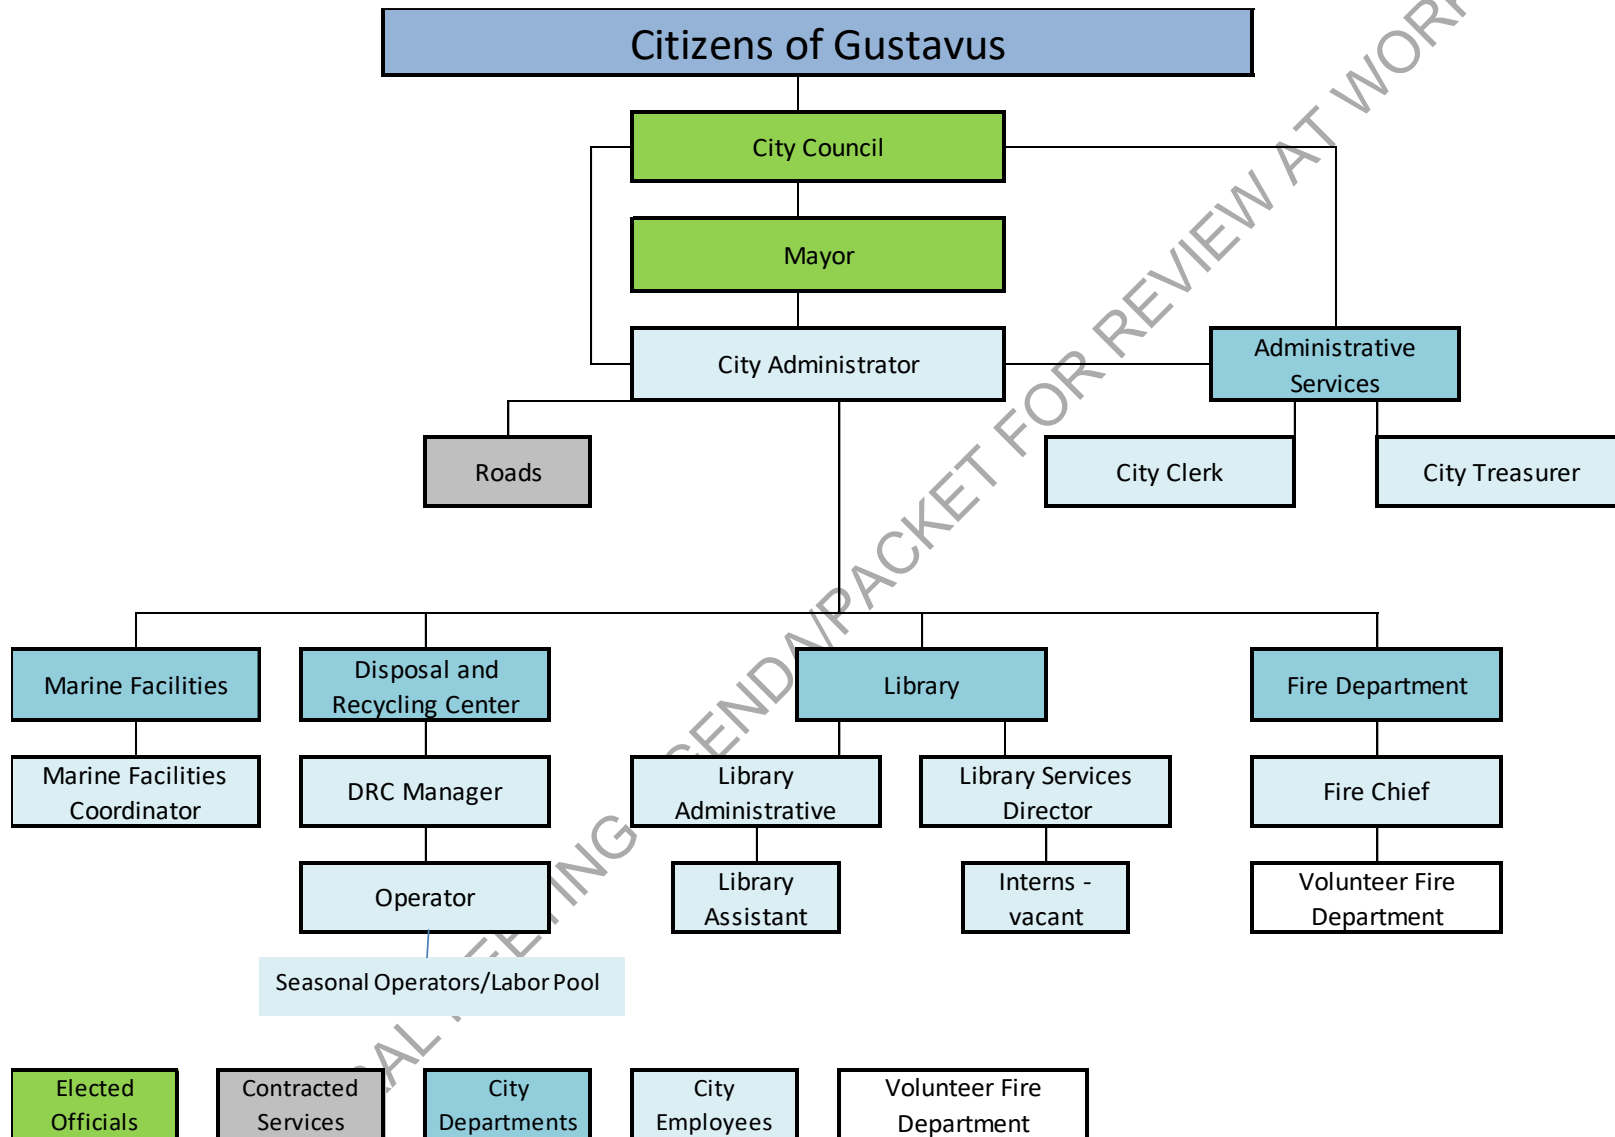 Citizens of Gustavus
City Council
Mayor
City Administrator
Administrative
Services
Roads
City Clerk
City Treasurer
Marine Facilities
Disposal and
Recycling Center
Library
Fire Department
Marine Facilities
Coordinator
DRC Manager
Library
Administrative
Library Services
Director
Fire Chief
Operator
Library
Assistant
Interns -
vacant
Volunteer Fire
Department
Seasonal Operators/Labor Pool
Elected
Officials
Contracted
Services
City
Departments
City
Employees
Volunteer Fire
Department
FOR REVIEW AT